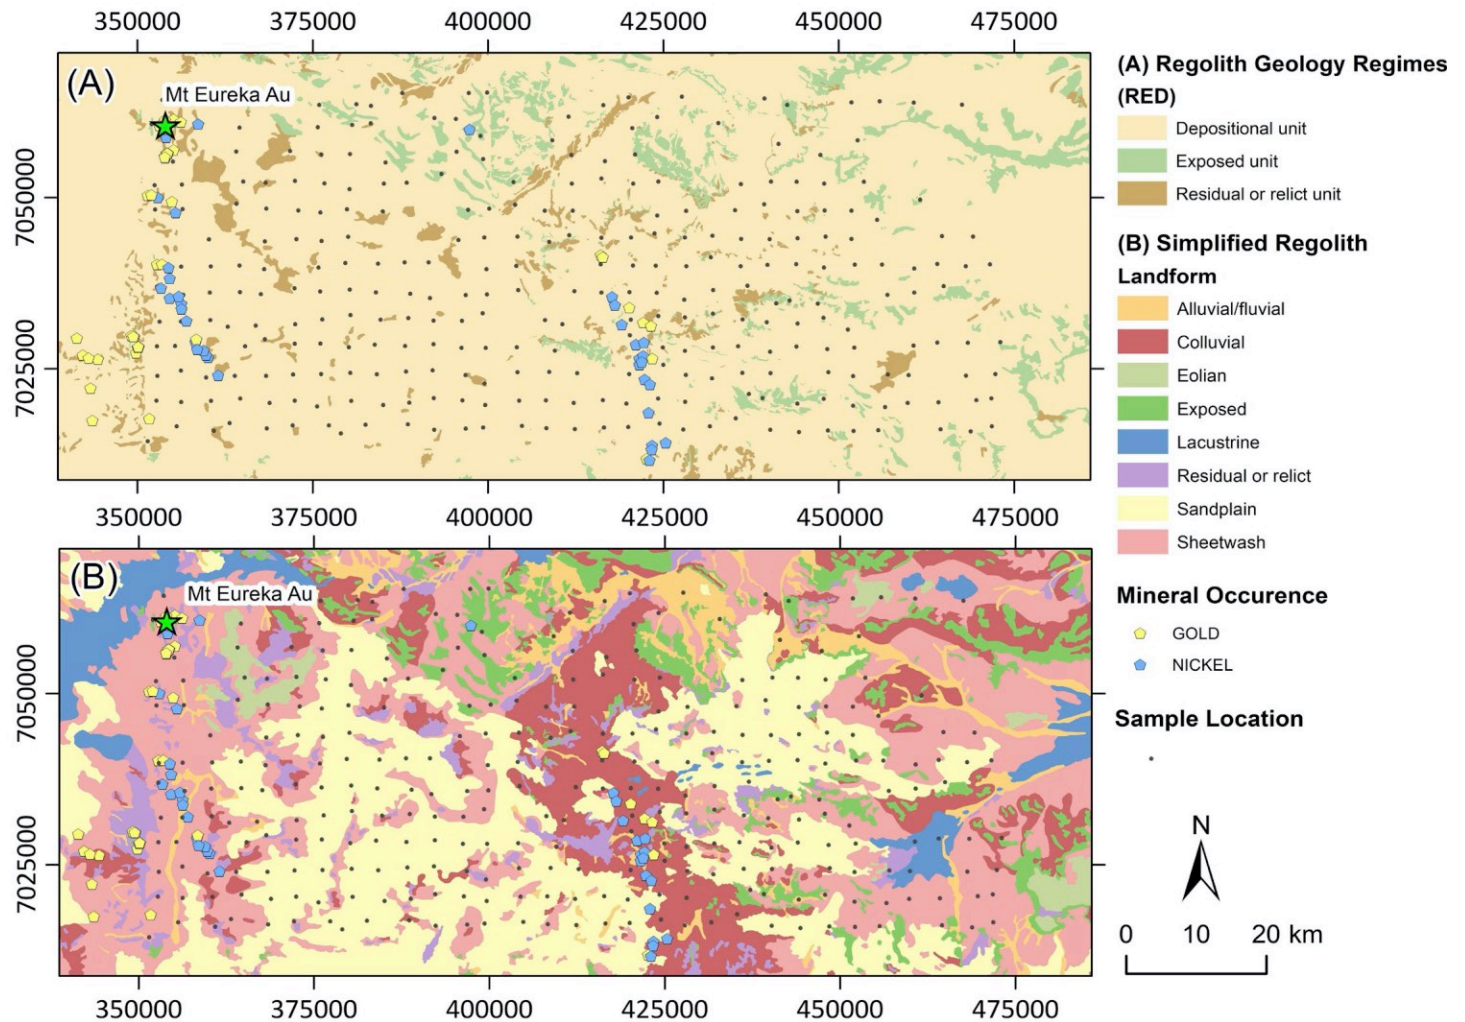 350000 375000 400000 425000 450000 475000
(A)
Mt Eureka Au
7050000
7025000
350000 375000 400000 425000 450000 475000
(B)
Mt Eureka Au
7050000
7025000
350000 375000 400000 425000 450000 475000
(A) Regolith Geology Regimes
(RED)
Depositional unit
Exposed unit
Residual or relict unit
(B) Simplified Regolith
Landform
Alluvial/fluvial
Colluvial
Eolian
Exposed
Lacustrine
Residual or relict
Sandplain
Sheetwash
Mineral Occurence
GOLD
NICKEL
Sample Location
N
0 10 20 km